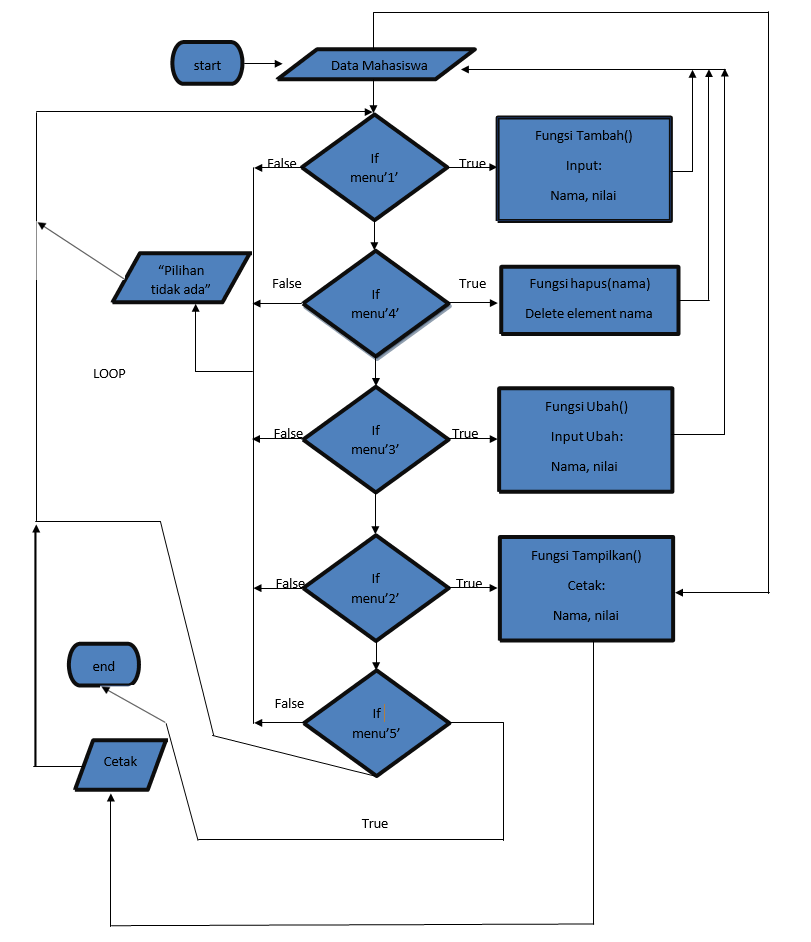 start
Data Mahasiswa
If
menu’1’
False
True
Fungsi Tambah()
Input:
Nama, nilai
“Pilihan
tidak ada”
If
menu’4’
False
True
Fungsi hapus(nama)
Delete element nama
LOOP
If
menu’3’
False
True
Fungsi Ubah()
Input Ubah:
Nama, nilai
If
menu’2’
False
True
Fungsi Tampilkan()
Cetak:
Nama, nilai
end
If
menu’5’
False
Cetak
True